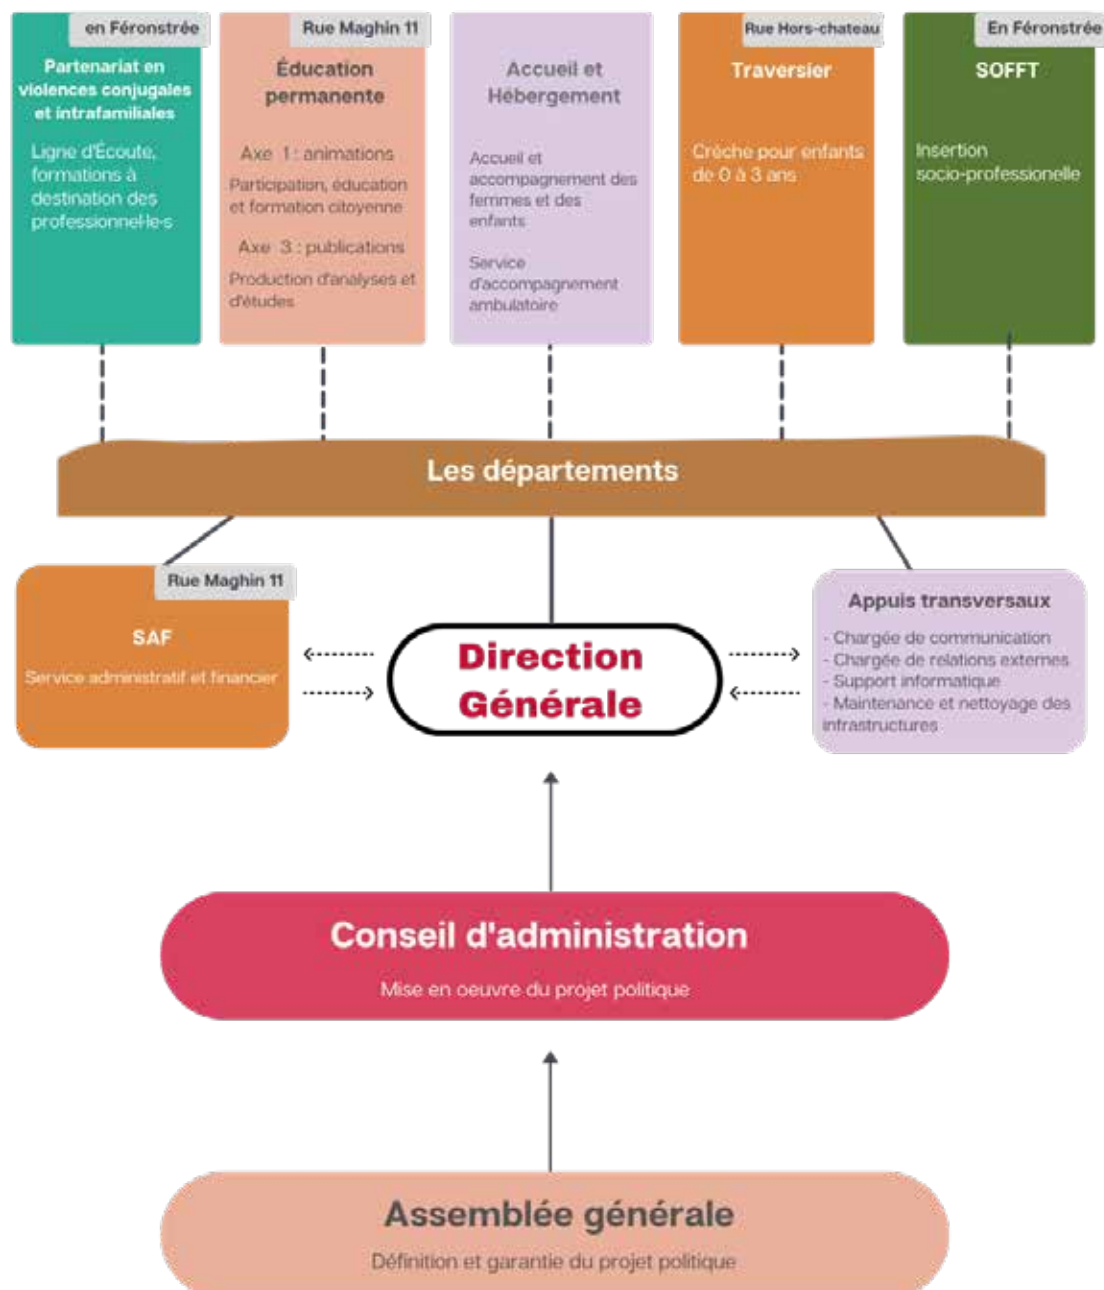 en Féronstrée
Partenariat en
violences conjugales
et intrafamiliales
Ligne d'Écoute,
formations à
destination des
professionnel·le·s
Rue Maghin 11
Éducation
permanente
Axe 1 : animations
Participation, éducation
et formation citoyenne
Axe 3 : publications
Production d'analyses et
d'études
Accueil et
Hébergement
Accueil et
accompagnement des
femmes et des
enfants
Service
d'accompagnement
ambulatoire
Rue Hors-chateau
Traversier
Crèche pour enfants
de 0 à 3 ans
En Féronstrée
SOFFT
Insertion
socio-professionelle
Les départements
Rue Maghin 11
SAF
Service administratif et financier
Direction
Générale
Appuis transversaux
- Chargée de communication
- Chargée de relations externes
- Support informatique
- Maintenance et nettoyage des
infrastructures
Conseil d'administration
Mise en oeuvre du projet politique
Assemblée générale
Définition et garantie du projet politique